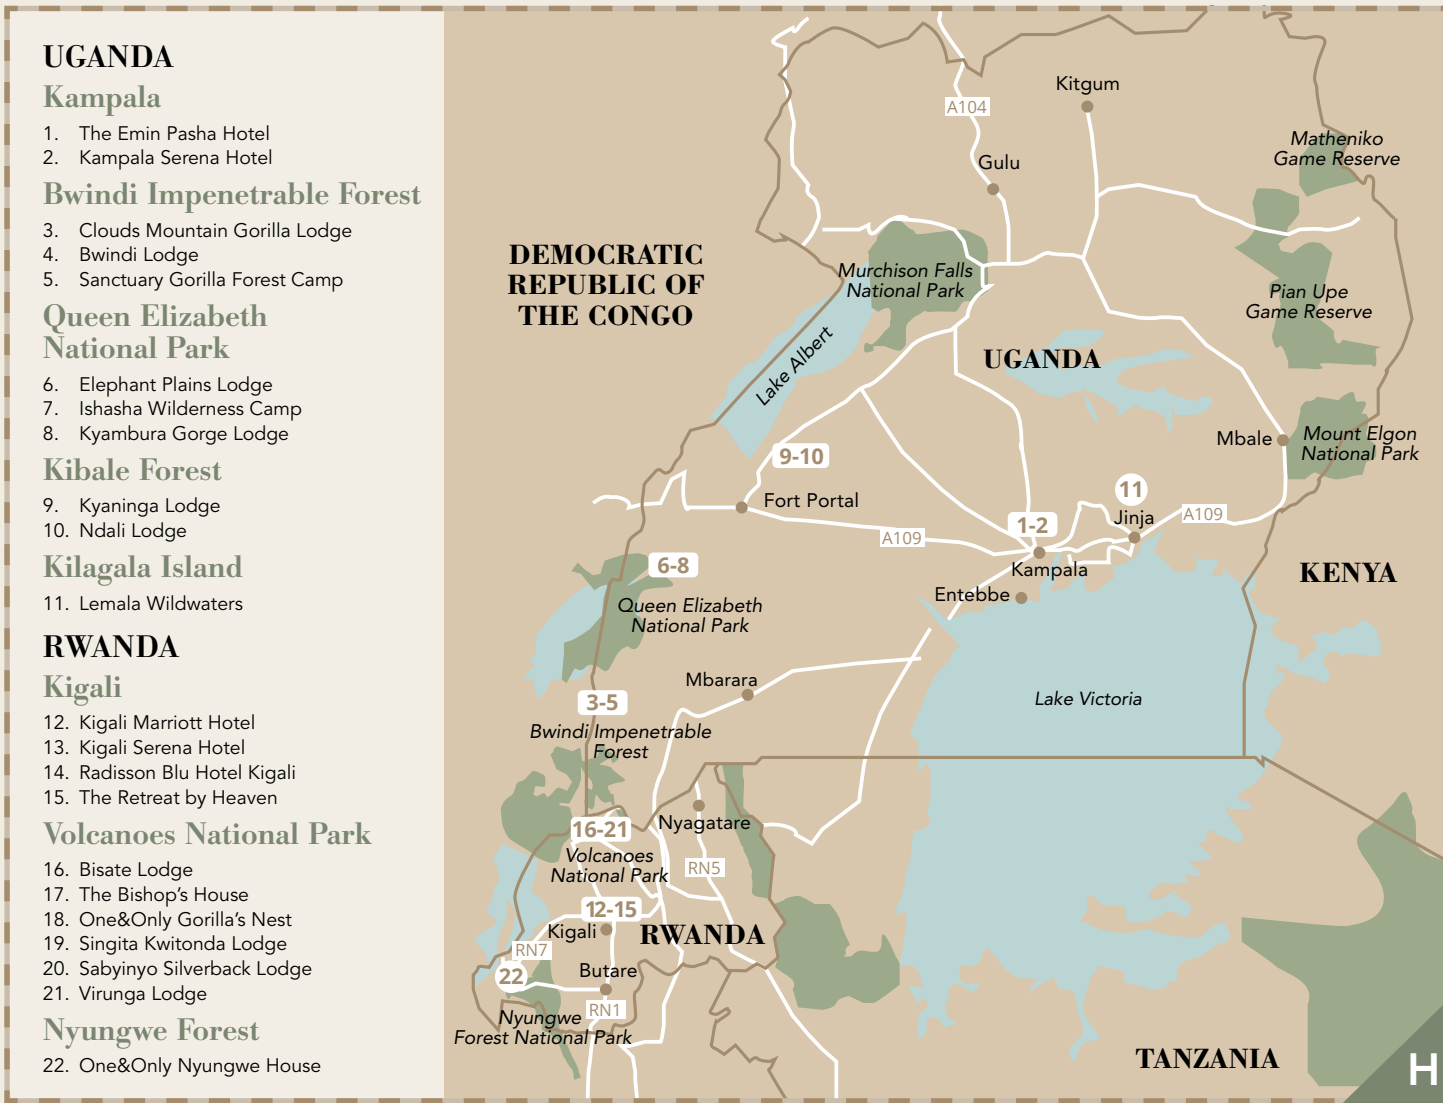 UGANDA
Kampala
1. The Emin Pasha Hotel
2. Kampala Serena Hotel
Bwindi Impenetrable Forest
3. Clouds Mountain Gorilla Lodge
4. Bwindi Lodge
5. Sanctuary Gorilla Forest Camp
Queen Elizabeth
National Park
6. Elephant Plains Lodge
7. Ishasha Wilderness Camp
8. Kyambura Gorge Lodge
Kibale Forest
9. Kyaninga Lodge
10. Ndali Lodge
Kilagala Island
11. Lemala Wildwaters
RWANDA
Kigali
12. Kigali Marriott Hotel
13. Kigali Serena Hotel
14. Radisson Blu Hotel Kigali
15. The Retreat by Heaven
Volcanoes National Park
16. Bisate Lodge
17. The Bishop's House
18. One&Only Gorilla's Nest
19. Singita Kwitonda Lodge
20. Sabyinyo Silverback Lodge
21. Virunga Lodge
Nyungwe Forest
22. One&Only Nyungwe House
Kitgum
A104
Gulu
Matheniko
Game Reserve
DEMOCRATIC
REPUBLIC OF
THE CONGO
Murchison Falls
National Park
Pian Upe
Game Reserve
Lake Albert
UGANDA
Mbale
Mount Elgon
National Park
9-10
Fort Portal
11
Jinja
A109
1-2
A109
Kampala
KENYA
6-8
Entebbe
Queen Elizabeth
National Park
Mbarara
Lake Victoria
3-5
Bwindi Impenetrable
Forest
16-21
Nyagatare
Volcanoes
National Park
RN5
12-15
Kigali
RWANDA
RN7
22
Butare
RN1
Nyungwe
Forest National Park
TANZANIA
H